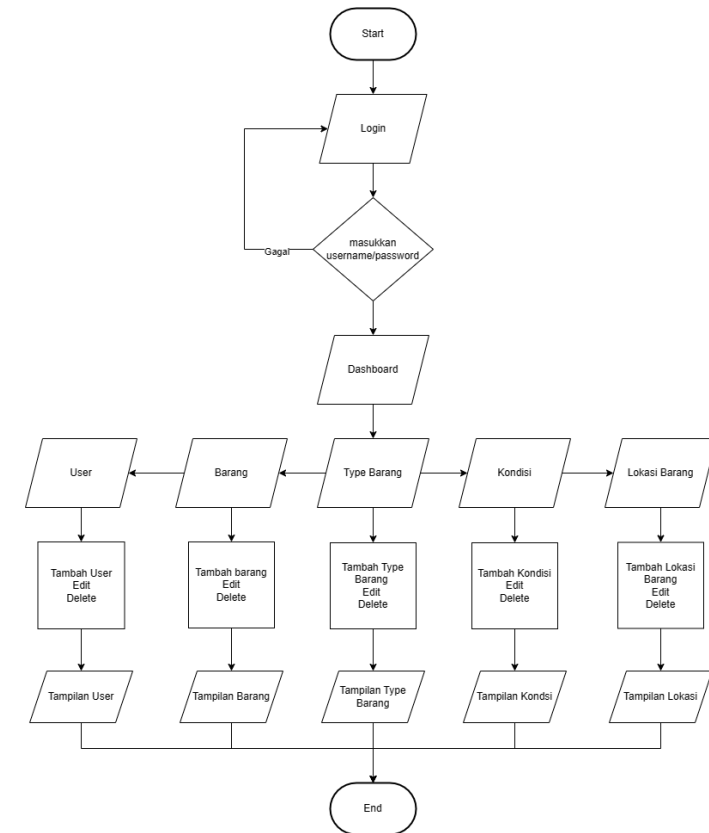 Start
Login
masukkan
username/password
Gagal
Dashboard
User
Barang
Type Barang
Kondisi
Lokasi Barang
Tambah User
Edit
Delete
Tambah barang
Edit
Delete
Tambah Type
Barang
Edit
Delete
Tambah Kondisi
Edit
Delete
Tambah Lokasi
Barang
Edit
Delete
Tampilan User
Tampilan Barang
Tampilan Type
Barang
Tampilan Kondsi
Tampilan Lokasi
End